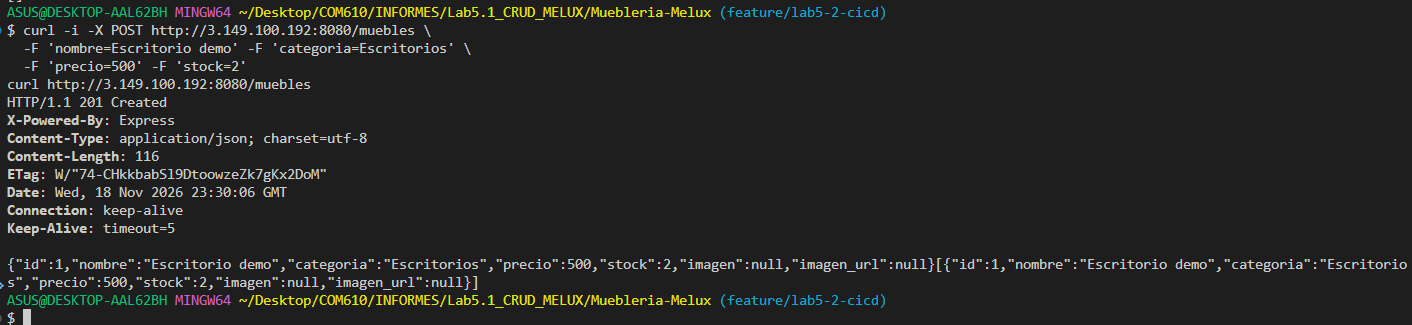 ASUS@DESKTOP-AAL62BH MINGW64 ~/Desktop/COM610/INFORMES/Lab5.1_CRUD_MELUX/Muebleria-Melux (feature/lab5-2-cicd)
$ curl -i -X POST http://3.149.100.192:8080/muebles \
  -F 'nombre=Escritorio demo' -F 'categoria=Escritorios' \
  -F 'precio=500' -F 'stock=2'
curl http://3.149.100.192:8080/muebles
HTTP/1.1 201 Created
X-Powered-By: Express
Content-Type: application/json; charset=utf-8
Content-Length: 116
ETag: W/"74-CHkkbabSl9DtoowzeZk7gKx2DoM"
Date: Wed, 18 Nov 2026 23:30:06 GMT
Connection: keep-alive
Keep-Alive: timeout=5

{"id":1,"nombre":"Escritorio demo","categoria":"Escritorios","precio":500,"stock":2,"imagen":null,"imagen_url":null}[{"id":1,"nombre":"Escritorio demo","categoria":"Escritorio
s","precio":500,"stock":2,"imagen":null,"imagen_url":null}]
ASUS@DESKTOP-AAL62BH MINGW64 ~/Desktop/COM610/INFORMES/Lab5.1_CRUD_MELUX/Muebleria-Melux (feature/lab5-2-cicd)
$